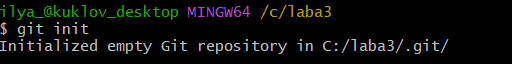 ilya_@kuklov_desktop MINGW64 /c/laba3
$ git init
Initialized empty Git repository in C:/laba3/.git/